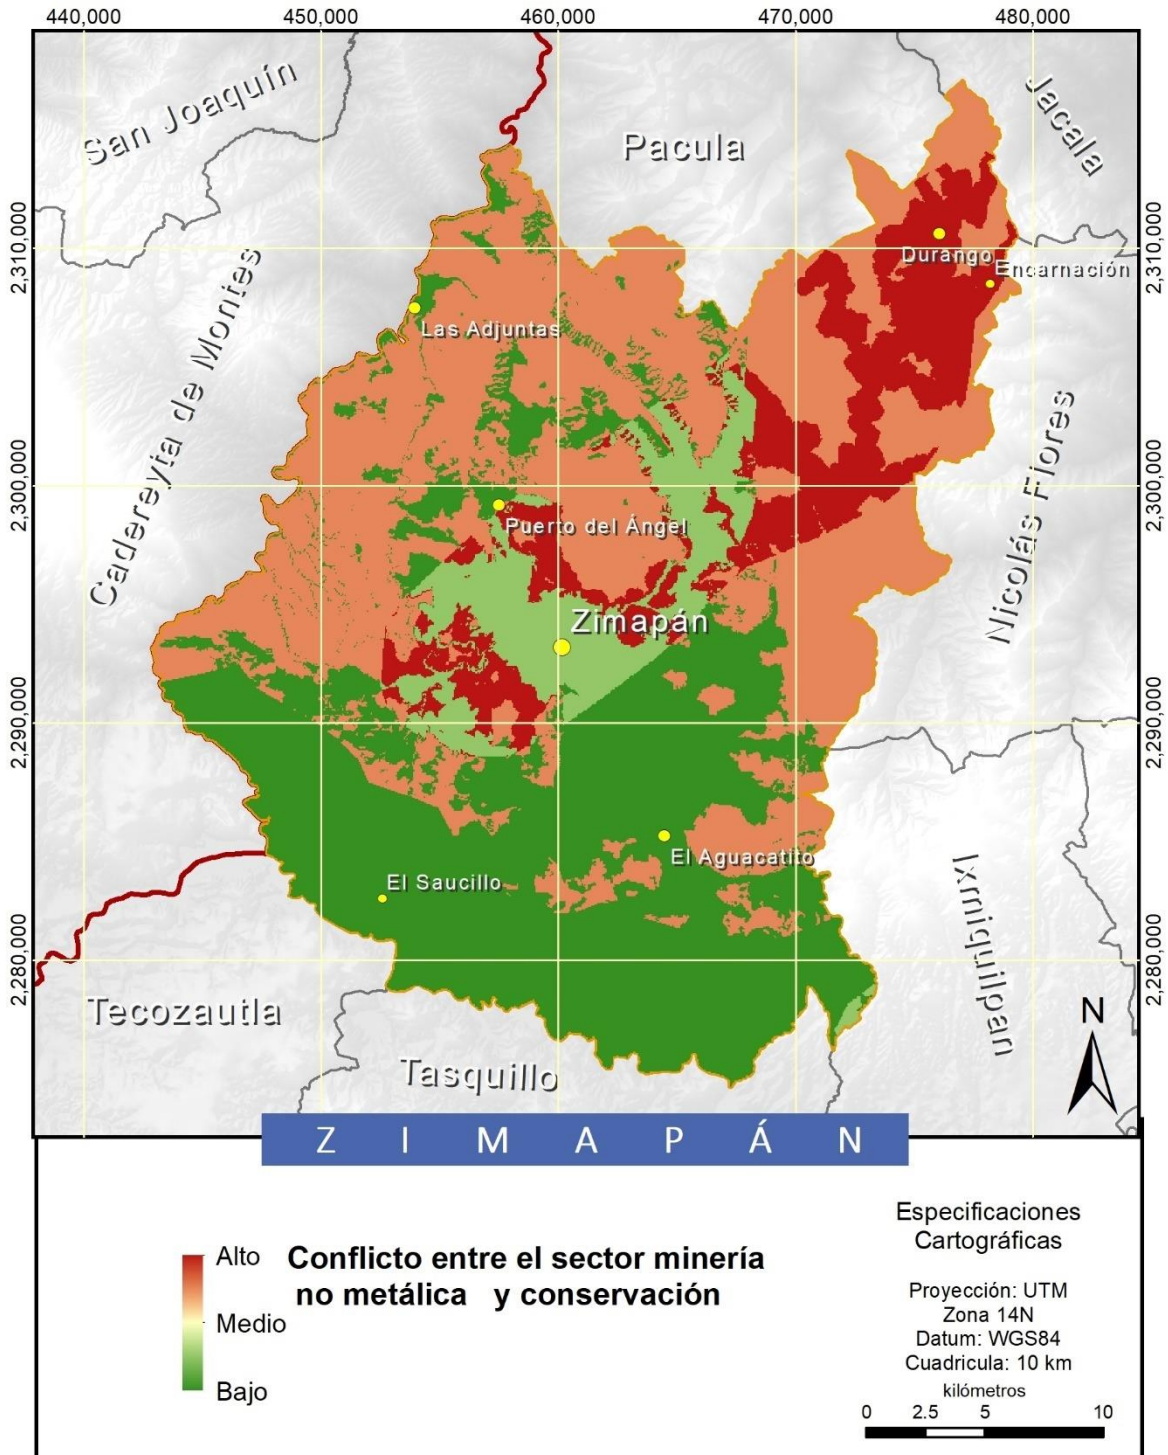 440,000
450,000
460,000
470,000
480,000
San Joaquín
Pacula
Jacala
2,310,000
2,310,000
Durango
Encarnación
Las Adjuntas
Cadereyta de Montes
2,300,000
2,300,000
Puerto del Ángel
Nicolás Flores
Zimapán
2,290,000
2,290,000
El Aguacatito
El Saucillo
Ixmiquilpan
2,280,000
2,280,000
Tecozautla
N
Tasquillo
Z I M A P Á N
Alto
Medio
Bajo
Conflicto entre el sector minería
no metálica y conservación
Especificaciones
Cartográficas
Proyección: UTM
Zona 14N
Datum: WGS84
Cuadricula: 10 km
kilómetros
0 2.5 5 10